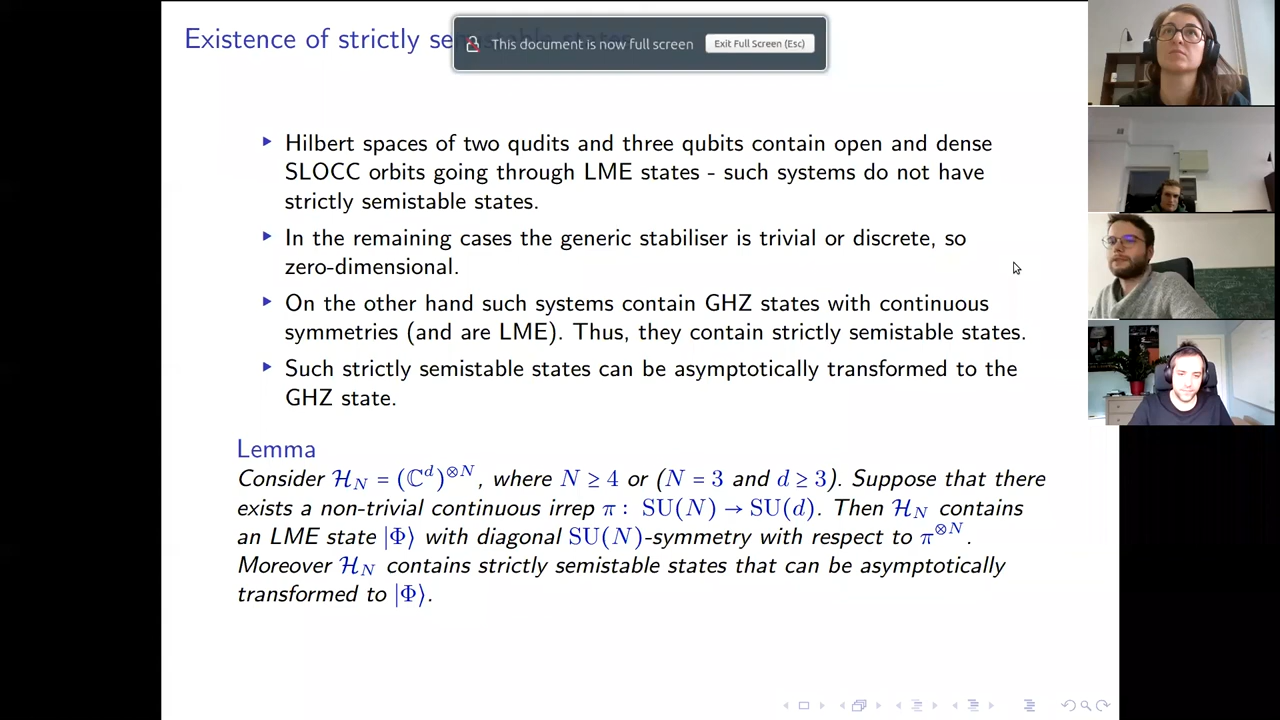 Existence of strictly se
This document is now full screen
Exit Full Screen (Esc)
Hilbert spaces of two qudits and three qubits contain open and dense
SLOCC orbits going through LME states - such systems do not have
strictly semistable states.
In the remaining cases the generic stabiliser is trivial or discrete, so
zero-dimensional.
On the other hand such systems contain GHZ states with continuous
symmetries (and are LME). Thus, they contain strictly semistable states.
Such strictly semistable states can be asymptotically transformed to the
GHZ state.
Lemma
Consider ℋ_N = (ℂ^d)^{⊗N}, where N ≥ 4 or (N = 3 and d ≥ 3). Suppose that there
exists a non-trivial continuous irrep π : SU(N) → SU(d). Then ℋ_N contains
an LME state |Φ⟩ with diagonal SU(N)-symmetry with respect to π^{⊗N}.
Moreover ℋ_N contains strictly semistable states that can be asymptotically
transformed to |Φ⟩.